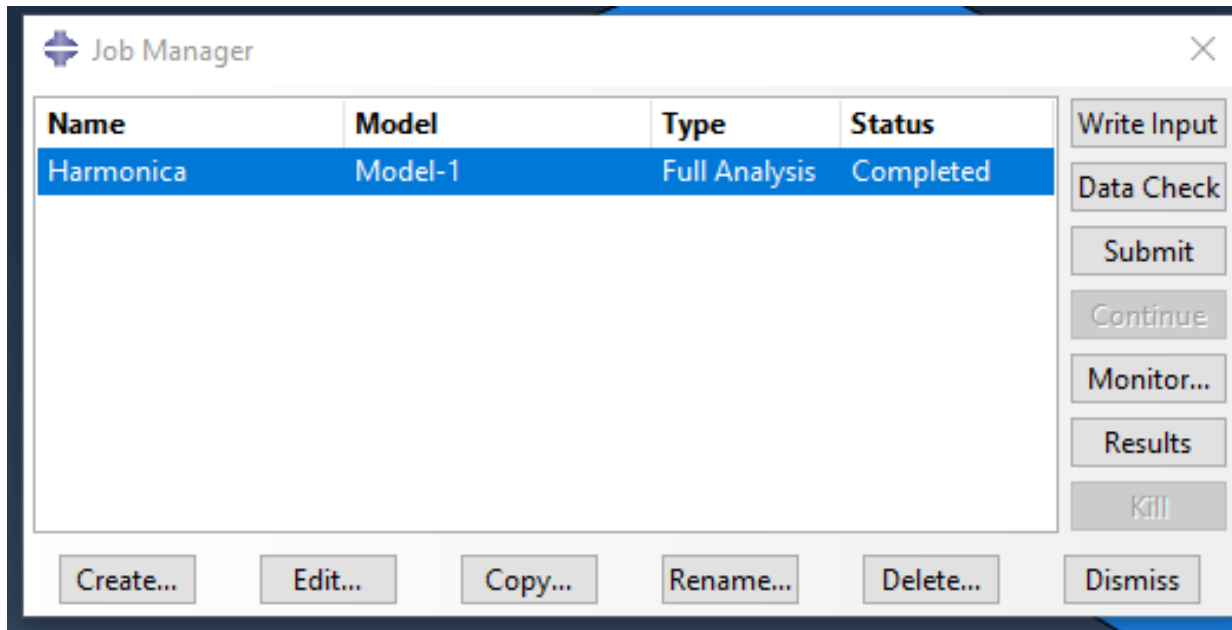 Job Manager
Name Model Type Status
Harmonica Model-1 Full Analysis Completed
Write Input
Data Check
Submit
Continue
Monitor...
Results
Kill
Create... Edit... Copy... Rename... Delete... Dismiss